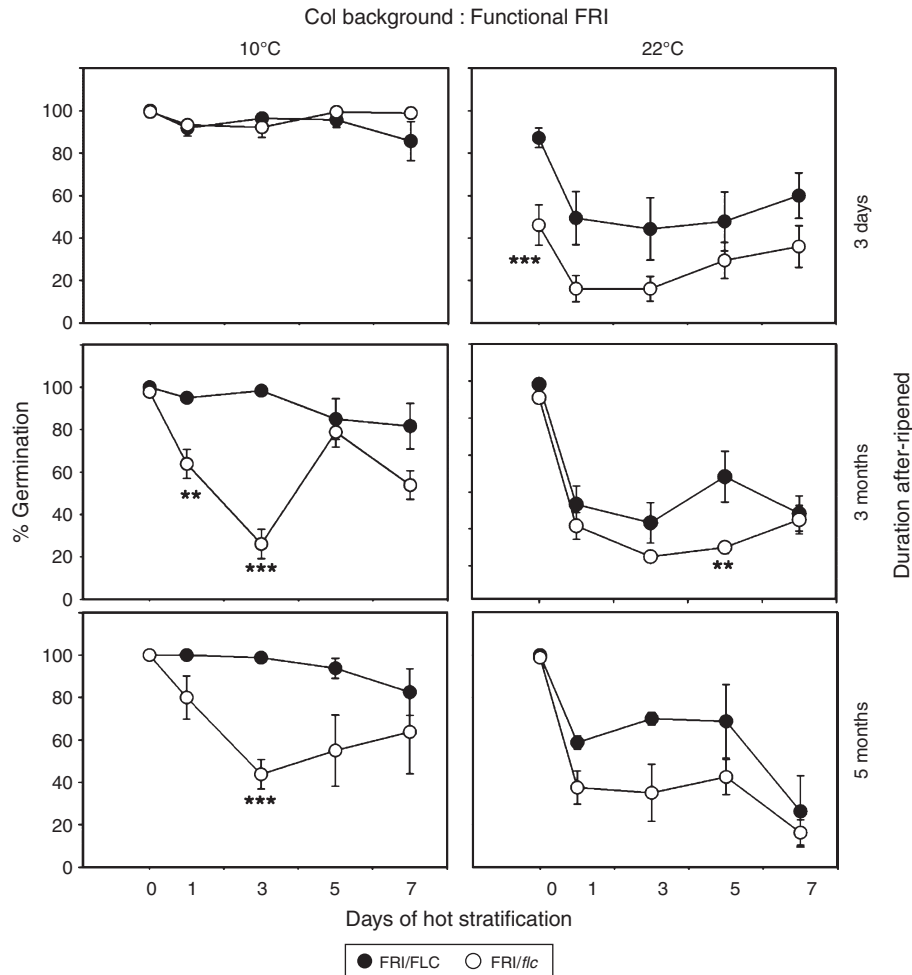 Col background : Functional FRI
10°C
22°C
100
80
60
40
20
0
***
3 days
100
80
60
40
20
0
**
***
**
3 months
100
80
60
40
20
0
***
5 months
% Germination
Duration after-ripened
0 1 3 5 7
0 1 3 5 7
Days of hot stratification
FRI/FLC FRI/flc